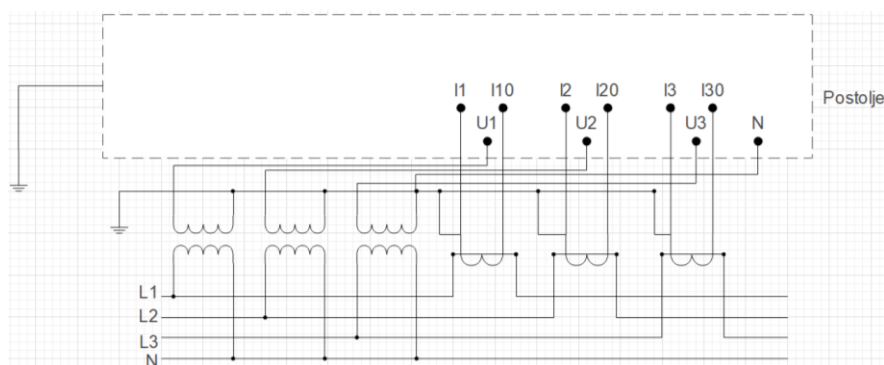 I1 I10 I2 I20 I3 I30
Postolje
U1 U2 U3 N
L1
L2
L3
N